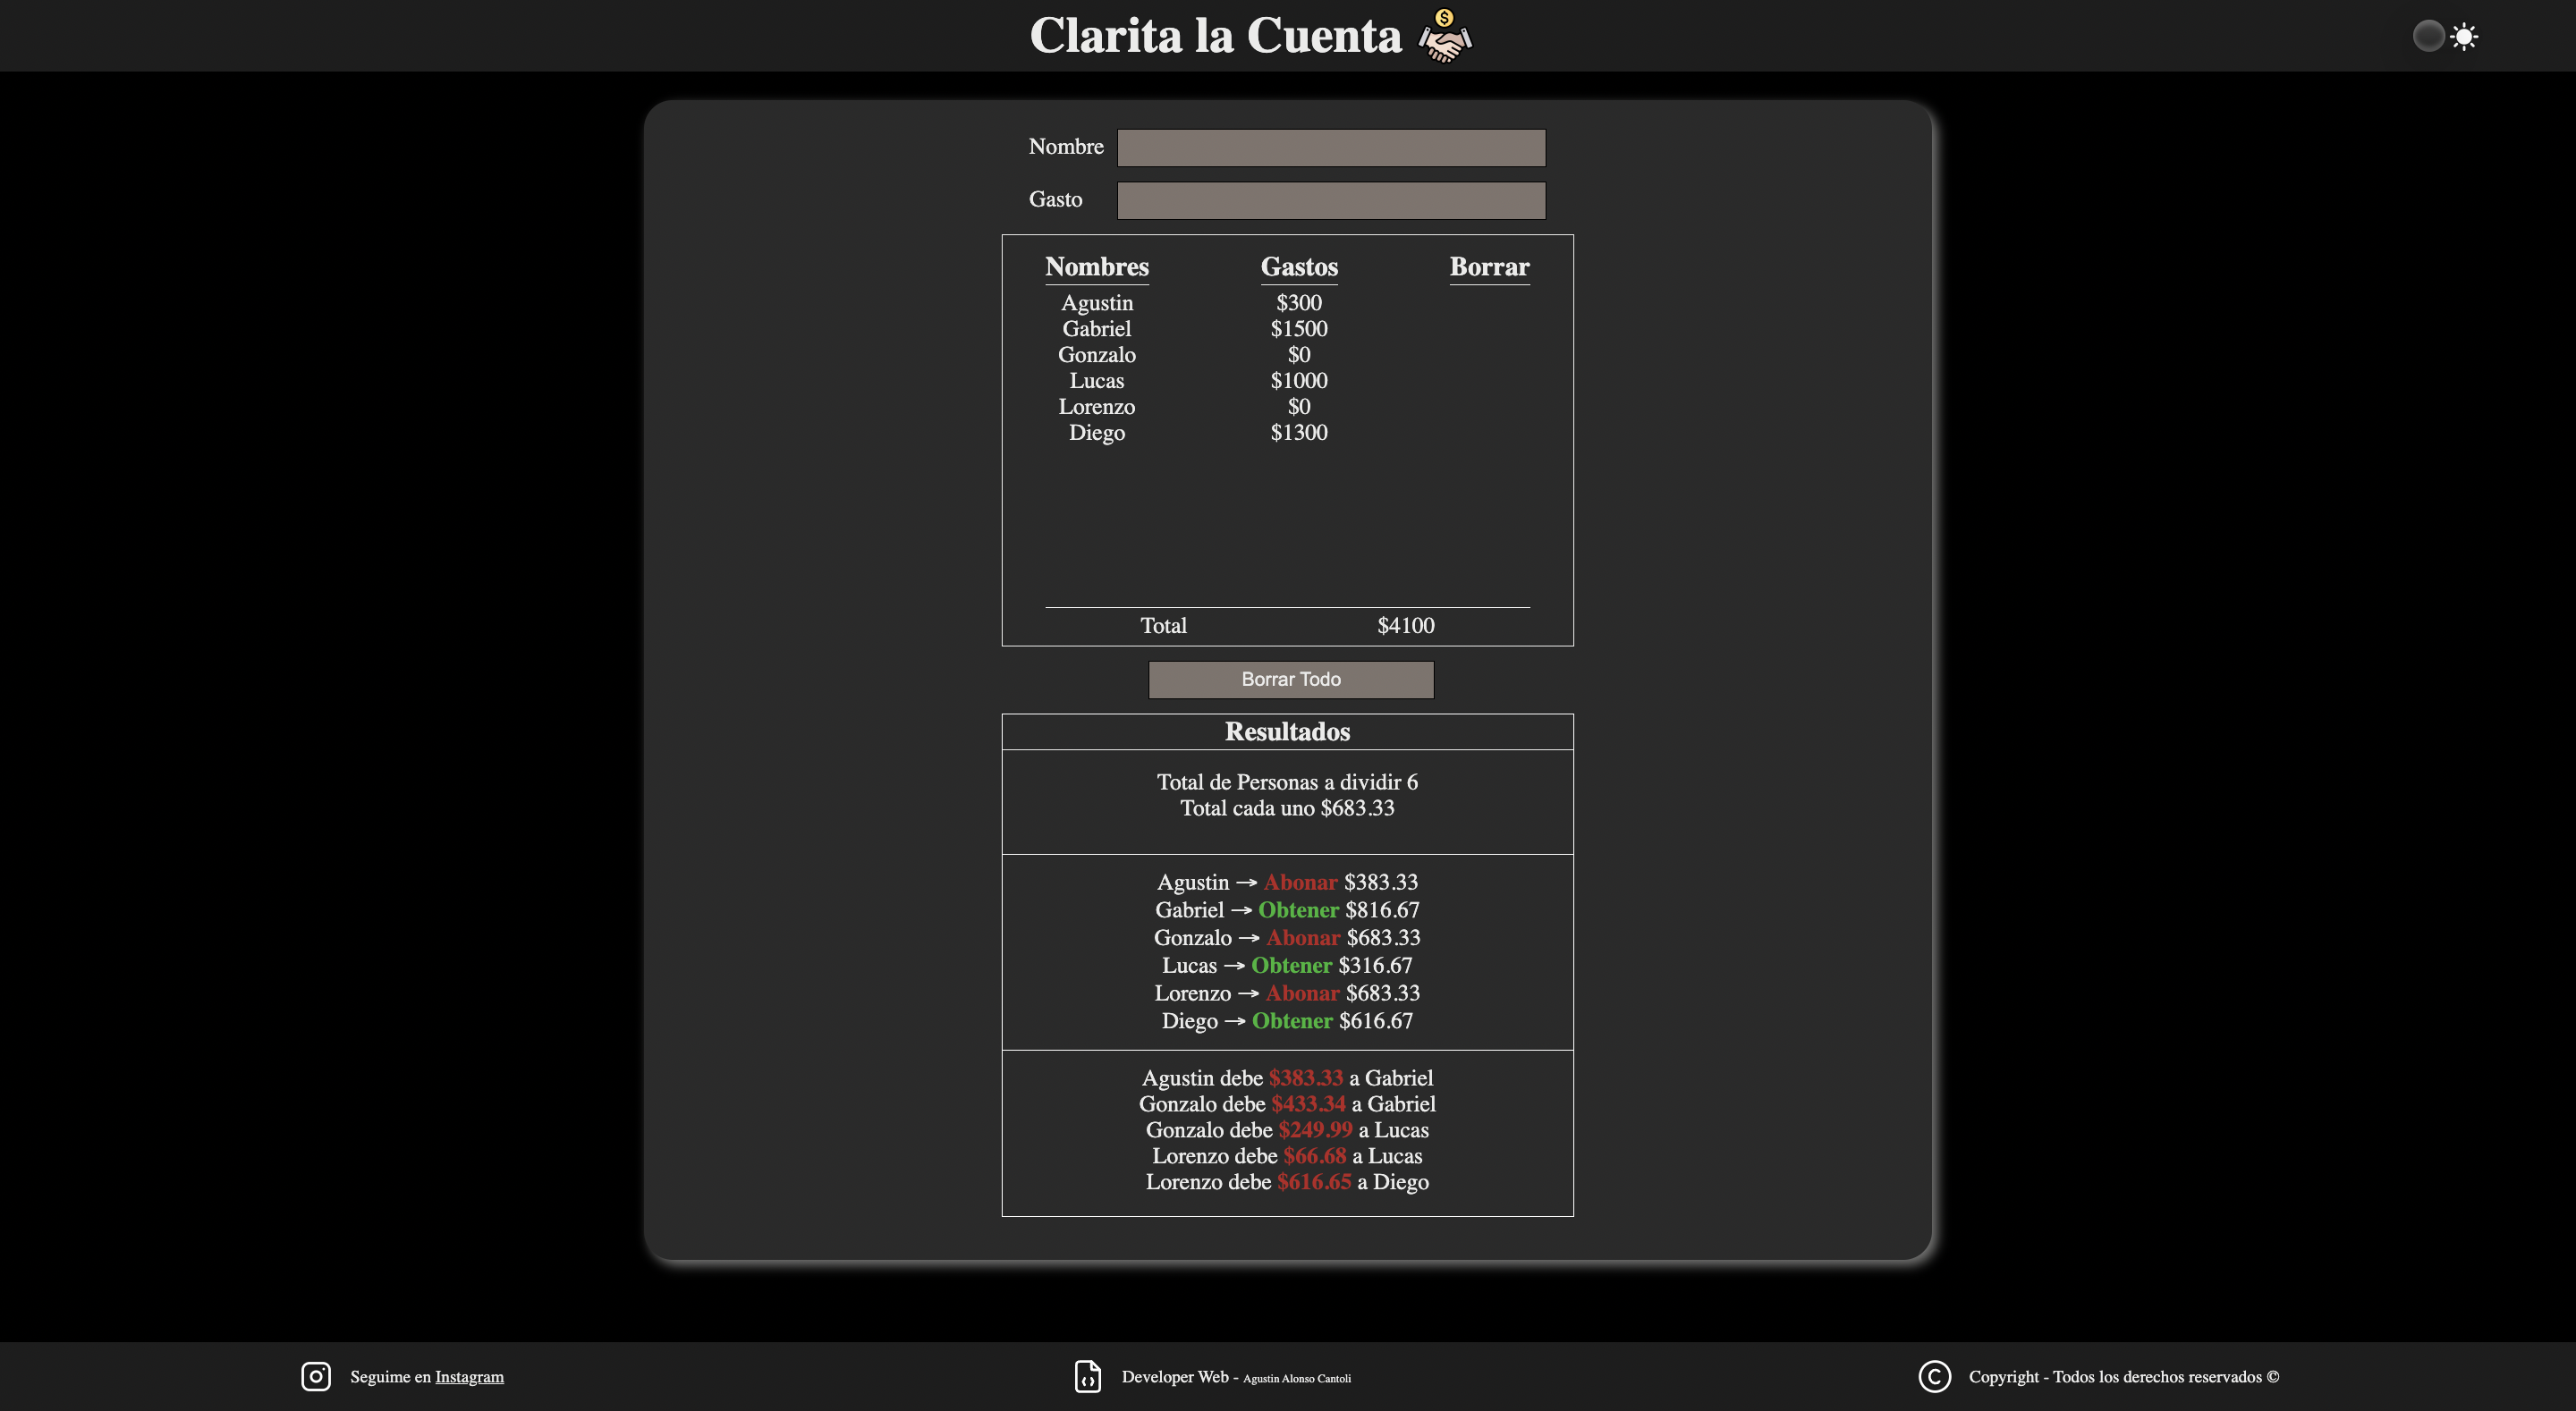 Clarita la Cuenta
Nombre
Gasto
Nombres Gastos Borrar
Agustin $300
Gabriel $1500
Gonzalo $0
Lucas $1000
Lorenzo $0
Diego $1300
Total $4100
Borrar Todo
Resultados
Total de Personas a dividir 6
Total cada uno $683.33
Agustin → Abonar $383.33
Gabriel → Obtener $816.67
Gonzalo → Abonar $683.33
Lucas → Obtener $316.67
Lorenzo → Abonar $683.33
Diego → Obtener $616.67
Agustin debe $383.33 a Gabriel
Gonzalo debe $433.34 a Gabriel
Gonzalo debe $249.99 a Lucas
Lorenzo debe $66.68 a Lucas
Lorenzo debe $616.65 a Diego
Seguime en Instagram
Developer Web - Agustin Alonso Cantoli
Copyright - Todos los derechos reservados ©